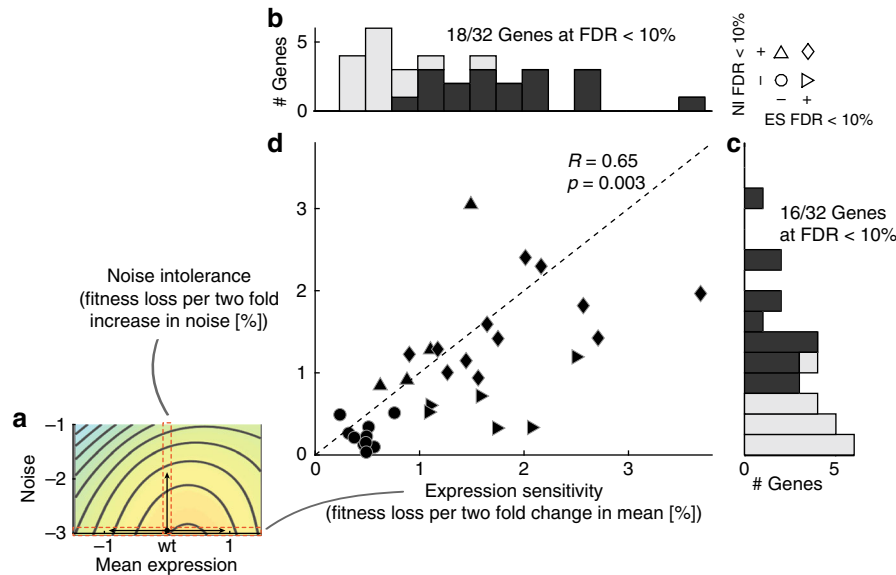 b
18/32 Genes at FDR < 10%
5
0
# Genes
NI FDR < 10%
+
–
– +
ES FDR < 10%
d
R = 0.65
p = 0.003
3
2
1
0
0 1 2 3
Expression sensitivity
(fitness loss per two fold change in mean [%])
c
16/32 Genes
at FDR < 10%
0 5
# Genes
Noise intolerance
(fitness loss per two fold
increase in noise [%])
a
–1
–2
–3
Noise
–1 wt 1
Mean expression